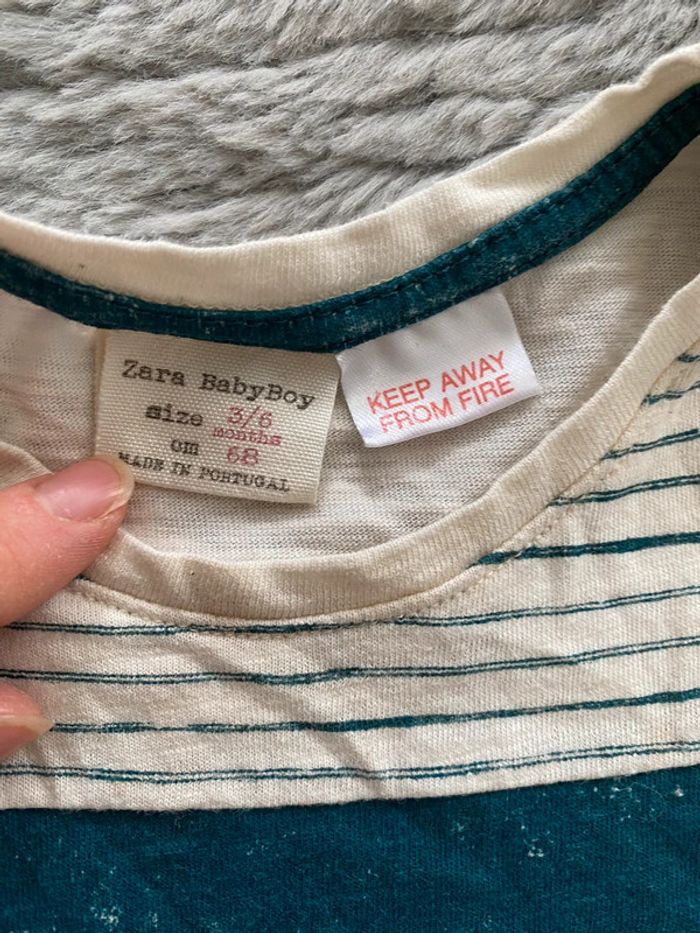 Zara BabyBoy
size 3/6
months
cm 68
MADE IN PORTUGAL
KEEP AWAY
FROM FIRE